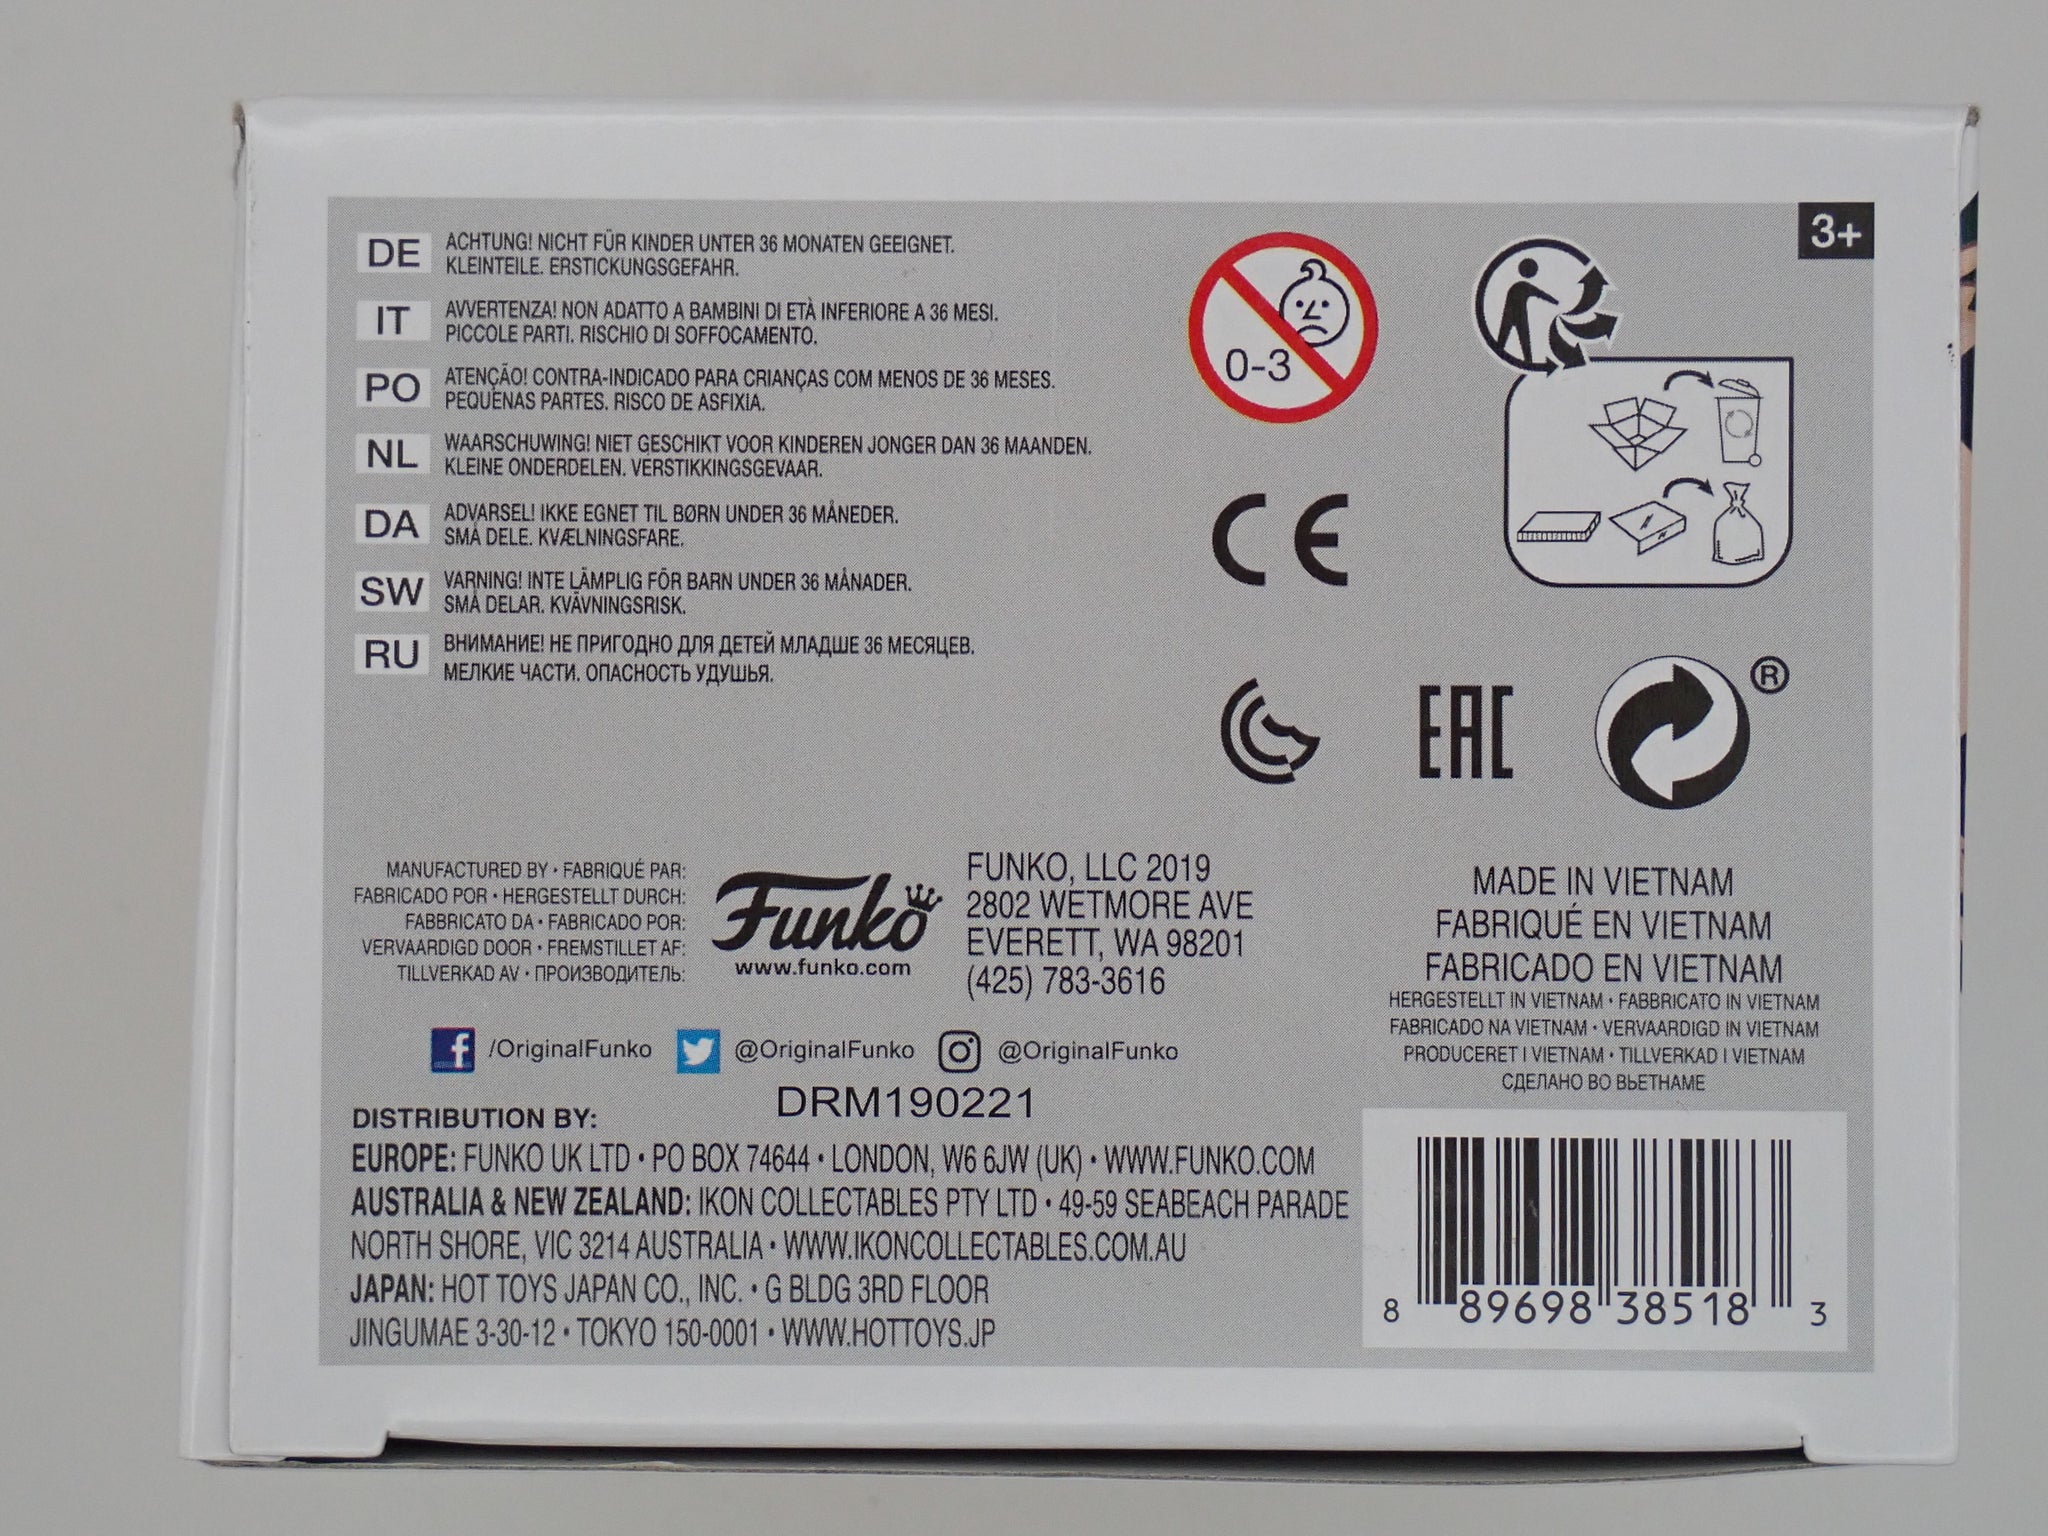 3+
DE
ACHTUNG! NICHT FÜR KINDER UNTER 36 MONATEN GEEIGNET.
KLEINTEILE. ERSTICKUNGSGEFAHR.
IT
AVVERTENZA! NON ADATTO A BAMBINI DI ETÀ INFERIORE A 36 MESI.
PICCOLE PARTI. RISCHIO DI SOFFOCAMENTO.
PO
ATENÇÃO! CONTRA-INDICADO PARA CRIANÇAS COM MENOS DE 36 MESES.
PEQUENAS PARTES. RISCO DE ASFIXIA.
NL
WAARSCHUWING! NIET GESCHIKT VOOR KINDEREN JONGER DAN 36 MAANDEN.
KLEINE ONDERDELEN. VERSTIKKINGSGEVAAR.
DA
ADVARSEL! IKKE EGNET TIL BØRN UNDER 36 MÅNEDER.
SMÅ DELE. KVÆLNINGSFARE.
SW
VARNING! INTE LÄMPLIG FÖR BARN UNDER 36 MÅNADER.
SMÅ DELAR. KVÄVNINGSRISK.
RU
ВНИМАНИЕ! НЕ ПРИГОДНО ДЛЯ ДЕТЕЙ МЛАДШЕ 36 МЕСЯЦЕВ.
МЕЛКИЕ ЧАСТИ. ОПАСНОСТЬ УДУШЬЯ.
0-3
CE
EAC
®
MANUFACTURED BY • FABRIQUÉ PAR:
FABRICADO POR • HERGESTELLT DURCH:
FABBRICATO DA • FABRICADO POR:
VERVAARDIGD DOOR • FREMSTILLET AF:
TILLVERKAD AV • ПРОИЗВОДИТЕЛЬ:
Funko
www.funko.com
FUNKO, LLC 2019
2802 WETMORE AVE
EVERETT, WA 98201
(425) 783-3616
MADE IN VIETNAM
FABRIQUÉ EN VIETNAM
FABRICADO EN VIETNAM
HERGESTELLT IN VIETNAM • FABBRICATO IN VIETNAM
FABRICADO NA VIETNAM • VERVAARDIGD IN VIETNAM
PRODUCERET I VIETNAM • TILLVERKAD I VIETNAM
СДЕЛАНО ВО ВЬЕТНАМЕ
/OriginalFunko @OriginalFunko @OriginalFunko
DRM190221
DISTRIBUTION BY:
EUROPE: FUNKO UK LTD • PO BOX 74644 • LONDON, W6 6JW (UK) • WWW.FUNKO.COM
AUSTRALIA & NEW ZEALAND: IKON COLLECTABLES PTY LTD • 49-59 SEABEACH PARADE
NORTH SHORE, VIC 3214 AUSTRALIA • WWW.IKONCOLLECTABLES.COM.AU
JAPAN: HOT TOYS JAPAN CO., INC. • G BLDG 3RD FLOOR
JINGUMAE 3-30-12 • TOKYO 150-0001 • WWW.HOTTOYS.JP
8 89698 38518 3